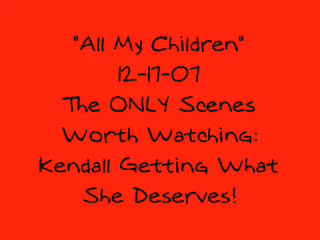 "All My Children"
12-17-07
The ONLY Scenes
Worth Watching:
Kendall Getting What
She Deserves!